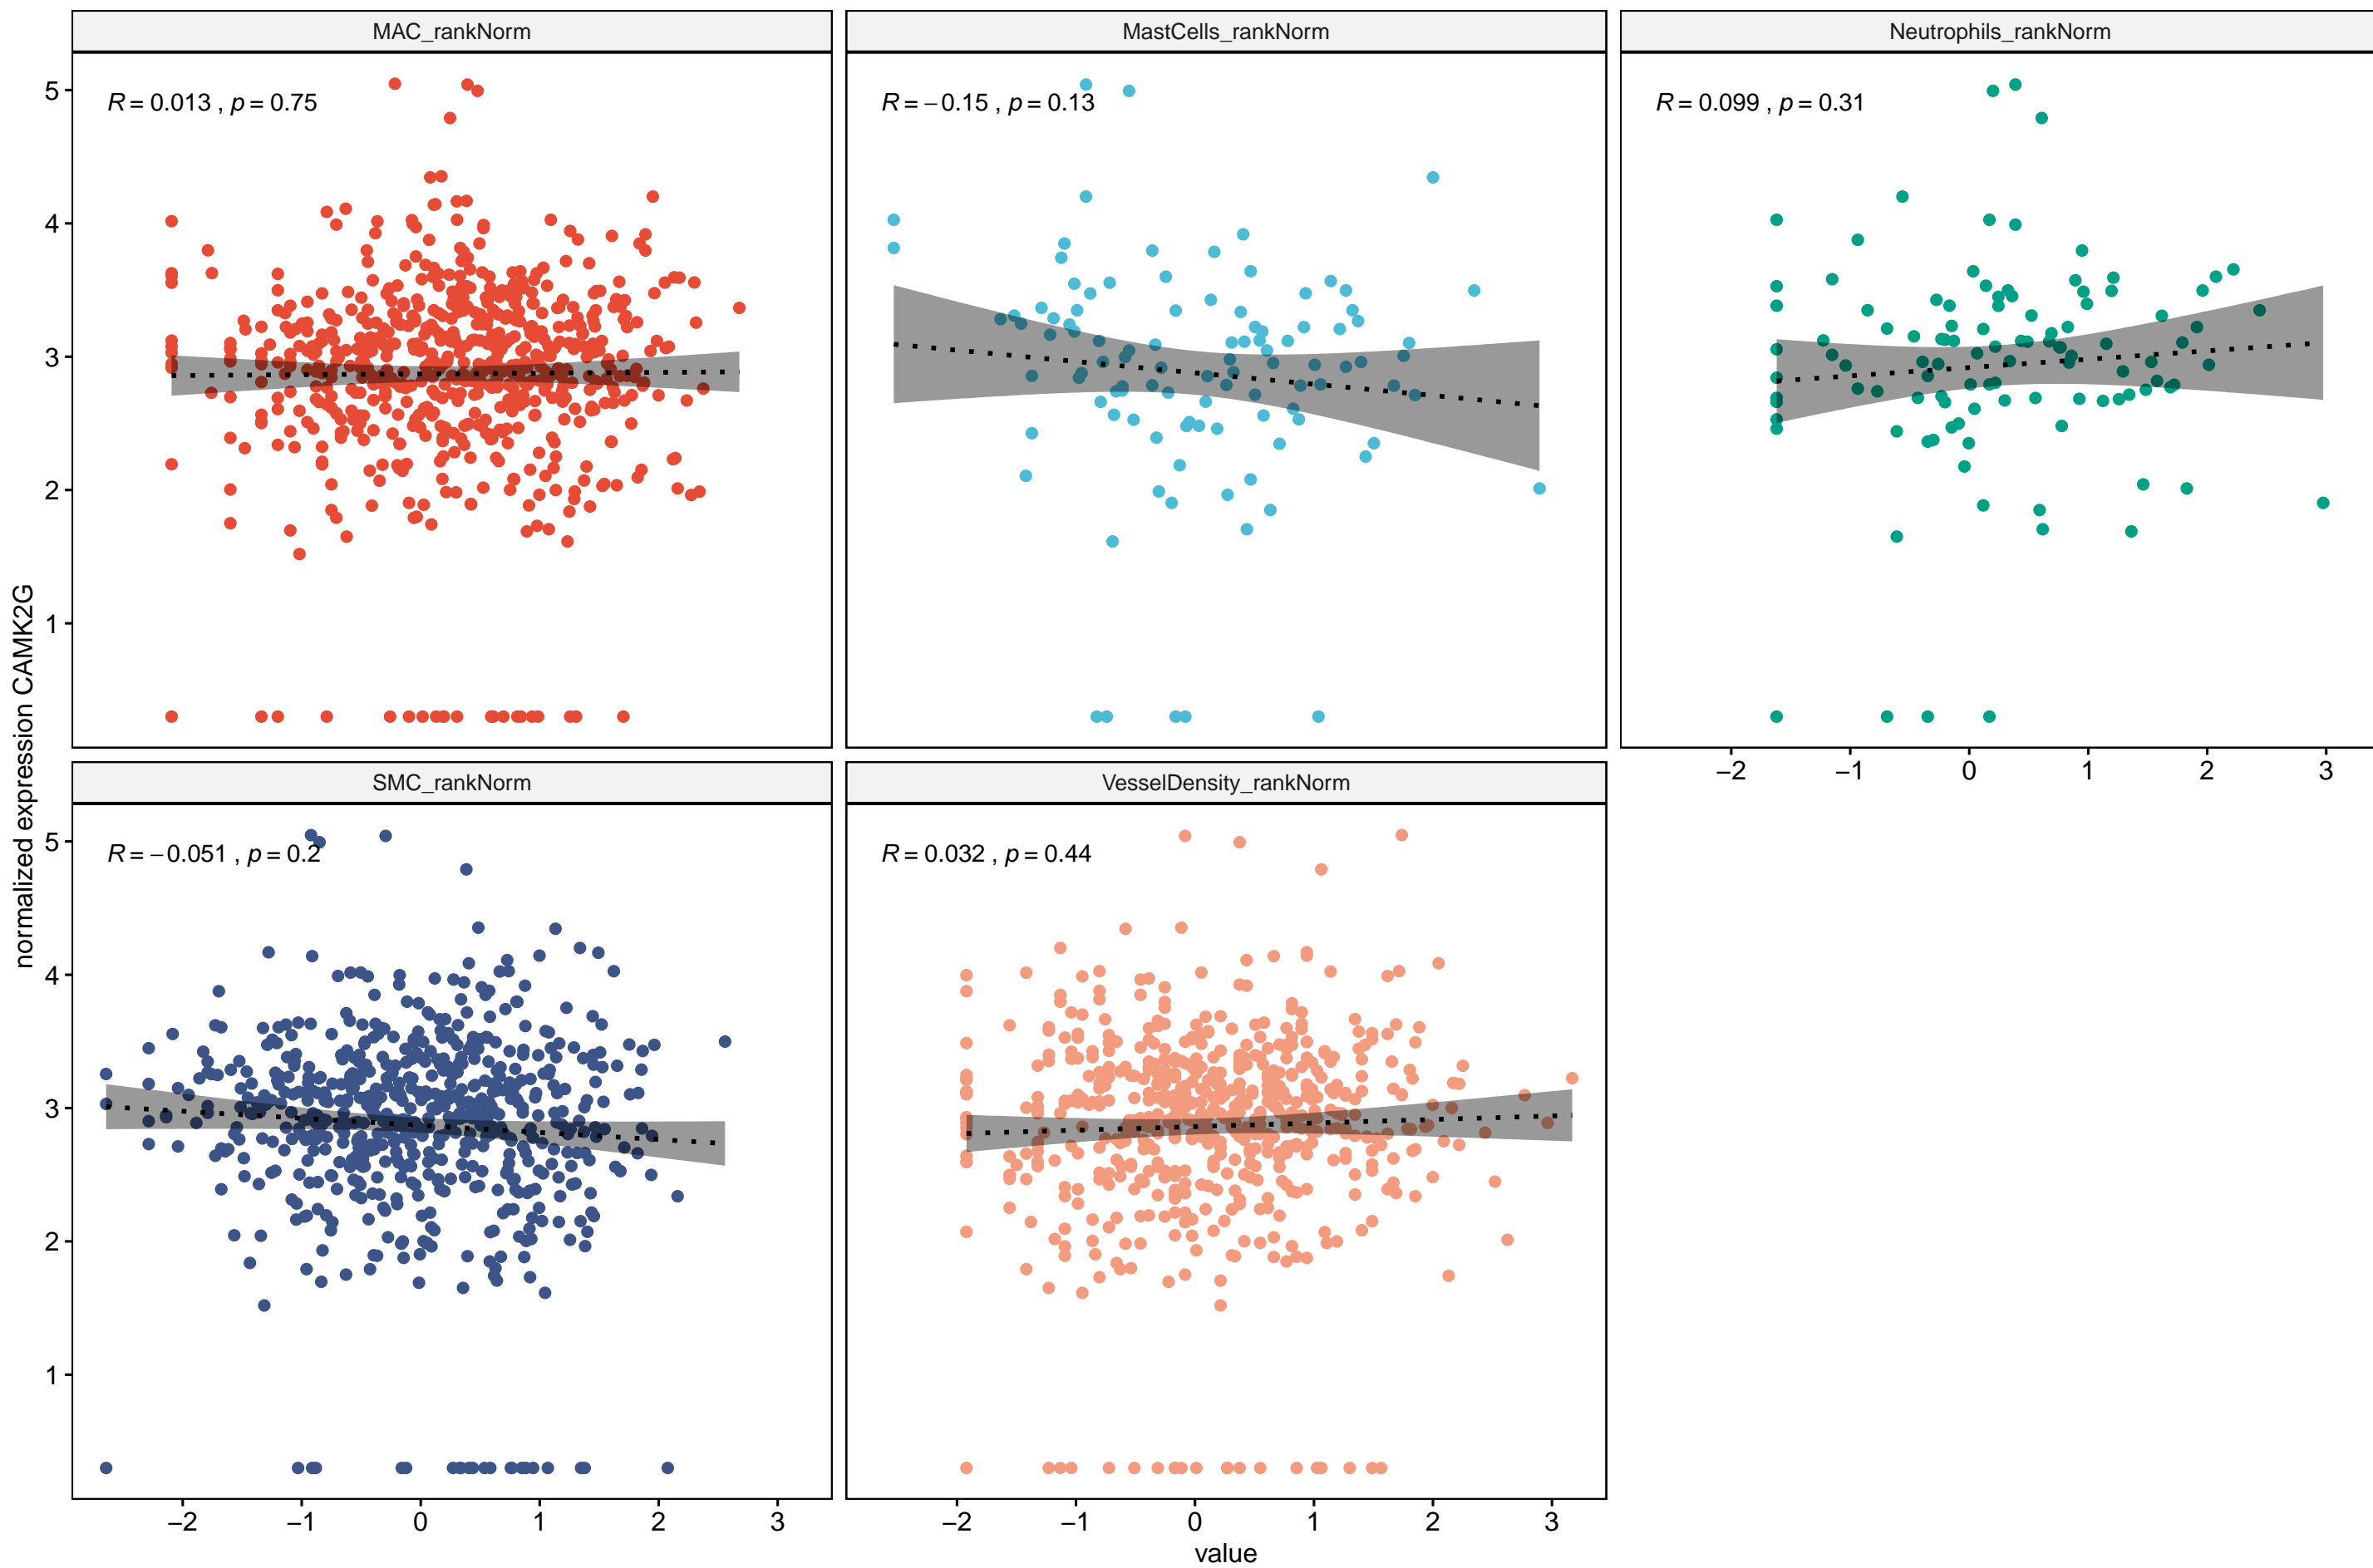 MAC_rankNorm
MastCells_rankNorm
Neutrophils_rankNorm
R = 0.013 , p = 0.75
R = −0.15 , p = 0.13
R = 0.099 , p = 0.31
5
4
3
2
1
−2 −1 0 1 2 3
SMC_rankNorm
VesselDensity_rankNorm
R = −0.051 , p = 0.2
R = 0.032 , p = 0.44
5
4
3
2
1
−2 −1 0 1 2 3
−2 −1 0 1 2 3
value
normalized expression CAMK2G